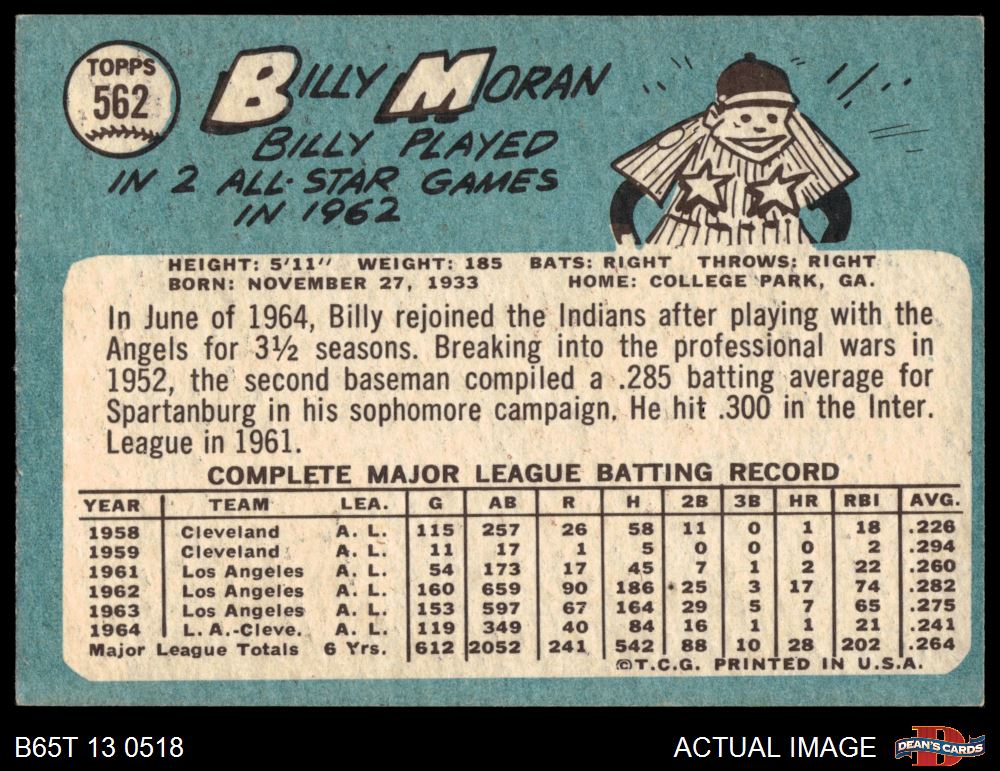 TOPPS
562
BILLY MORAN
BILLY PLAYED
IN 2 ALL-STAR GAMES
IN 1962
HEIGHT: 5'11" WEIGHT: 185 BATS: RIGHT THROWS: RIGHT
BORN: NOVEMBER 27, 1933 HOME: COLLEGE PARK, GA.
In June of 1964, Billy rejoined the Indians after playing with the
Angels for 3½ seasons. Breaking into the professional wars in
1952, the second baseman compiled a .285 batting average for
Spartanburg in his sophomore campaign. He hit .300 in the Inter.
League in 1961.
COMPLETE MAJOR LEAGUE BATTING RECORD
YEAR TEAM LEA. G AB R H 2B 3B HR RBI AVG.
1958 Cleveland A. L. 115 257 26 58 11 0 1 18 .226
1959 Cleveland A. L. 11 17 1 5 0 0 0 2 .294
1961 Los Angeles A. L. 54 173 17 45 7 1 2 22 .260
1962 Los Angeles A. L. 160 659 90 186 25 3 17 74 .282
1963 Los Angeles A. L. 153 597 67 164 29 5 7 65 .275
1964 L. A.-Cleve. A. L. 119 349 40 84 16 1 1 21 .241
Major League Totals 6 Yrs. 612 2052 241 542 88 10 28 202 .264
©T.C.G. PRINTED IN U.S.A.
B65T 13 0518 ACTUAL IMAGE DEAN'S CARDS